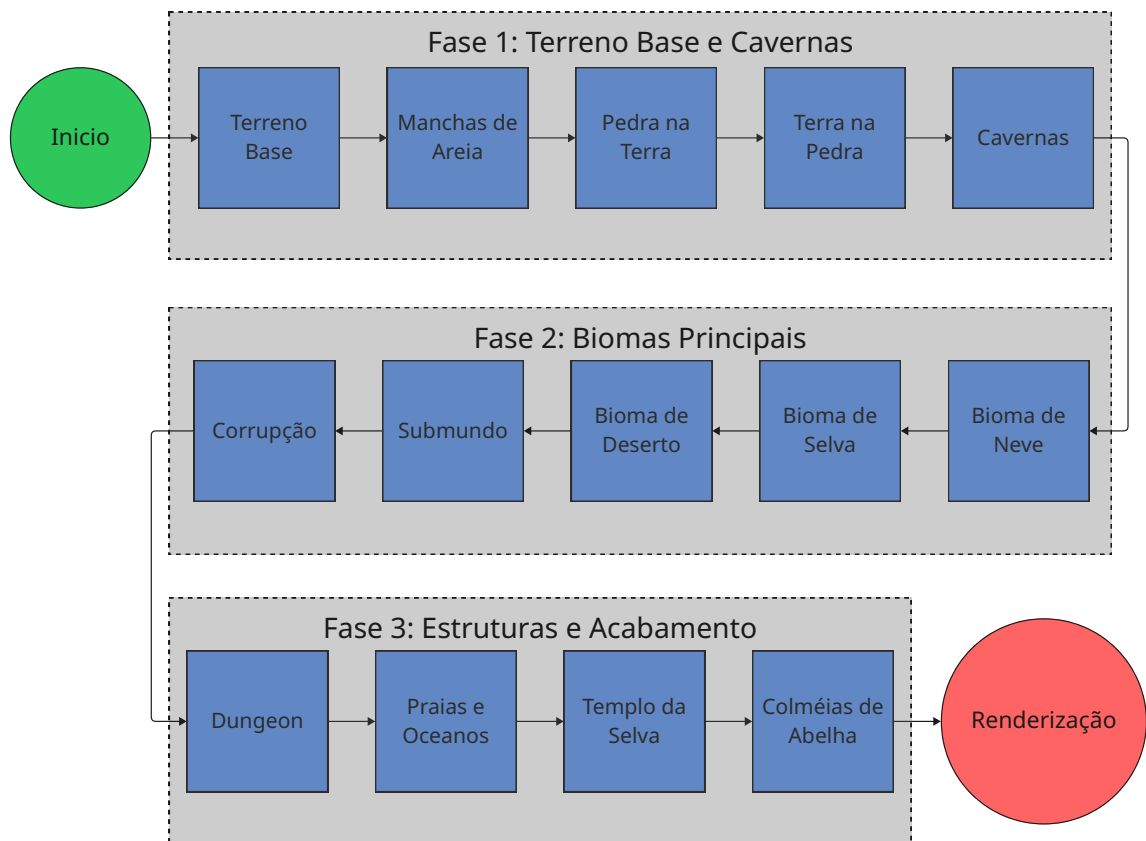 Fase 1: Terreno Base e Cavernas
Inicio
Terreno
Base
Manchas de
Areia
Pedra na
Terra
Terra na
Pedra
Cavernas
Fase 2: Biomas Principais
Corrupção
Submundo
Bioma de
Deserto
Bioma de
Selva
Bioma de
Neve
Fase 3: Estruturas e Acabamento
Dungeon
Praias e
Oceanos
Templo da
Selva
Colméias de
Abelha
Renderização